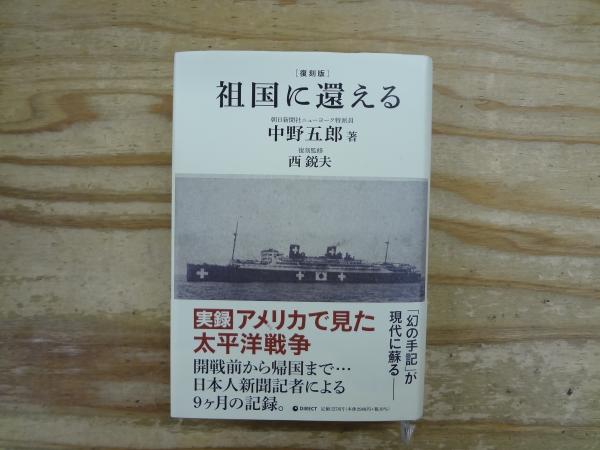 ［復刻版］
祖国に還える
朝日新聞社ニューヨーク特派員
中野五郎 著
復刻監修
西 鋭夫
「幻の手記」が
現代に蘇る──
実録 アメリカで見た
太平洋戦争
開戦前から帰国まで…
日本人新聞記者による
9ヶ月の記録。
DIRECT